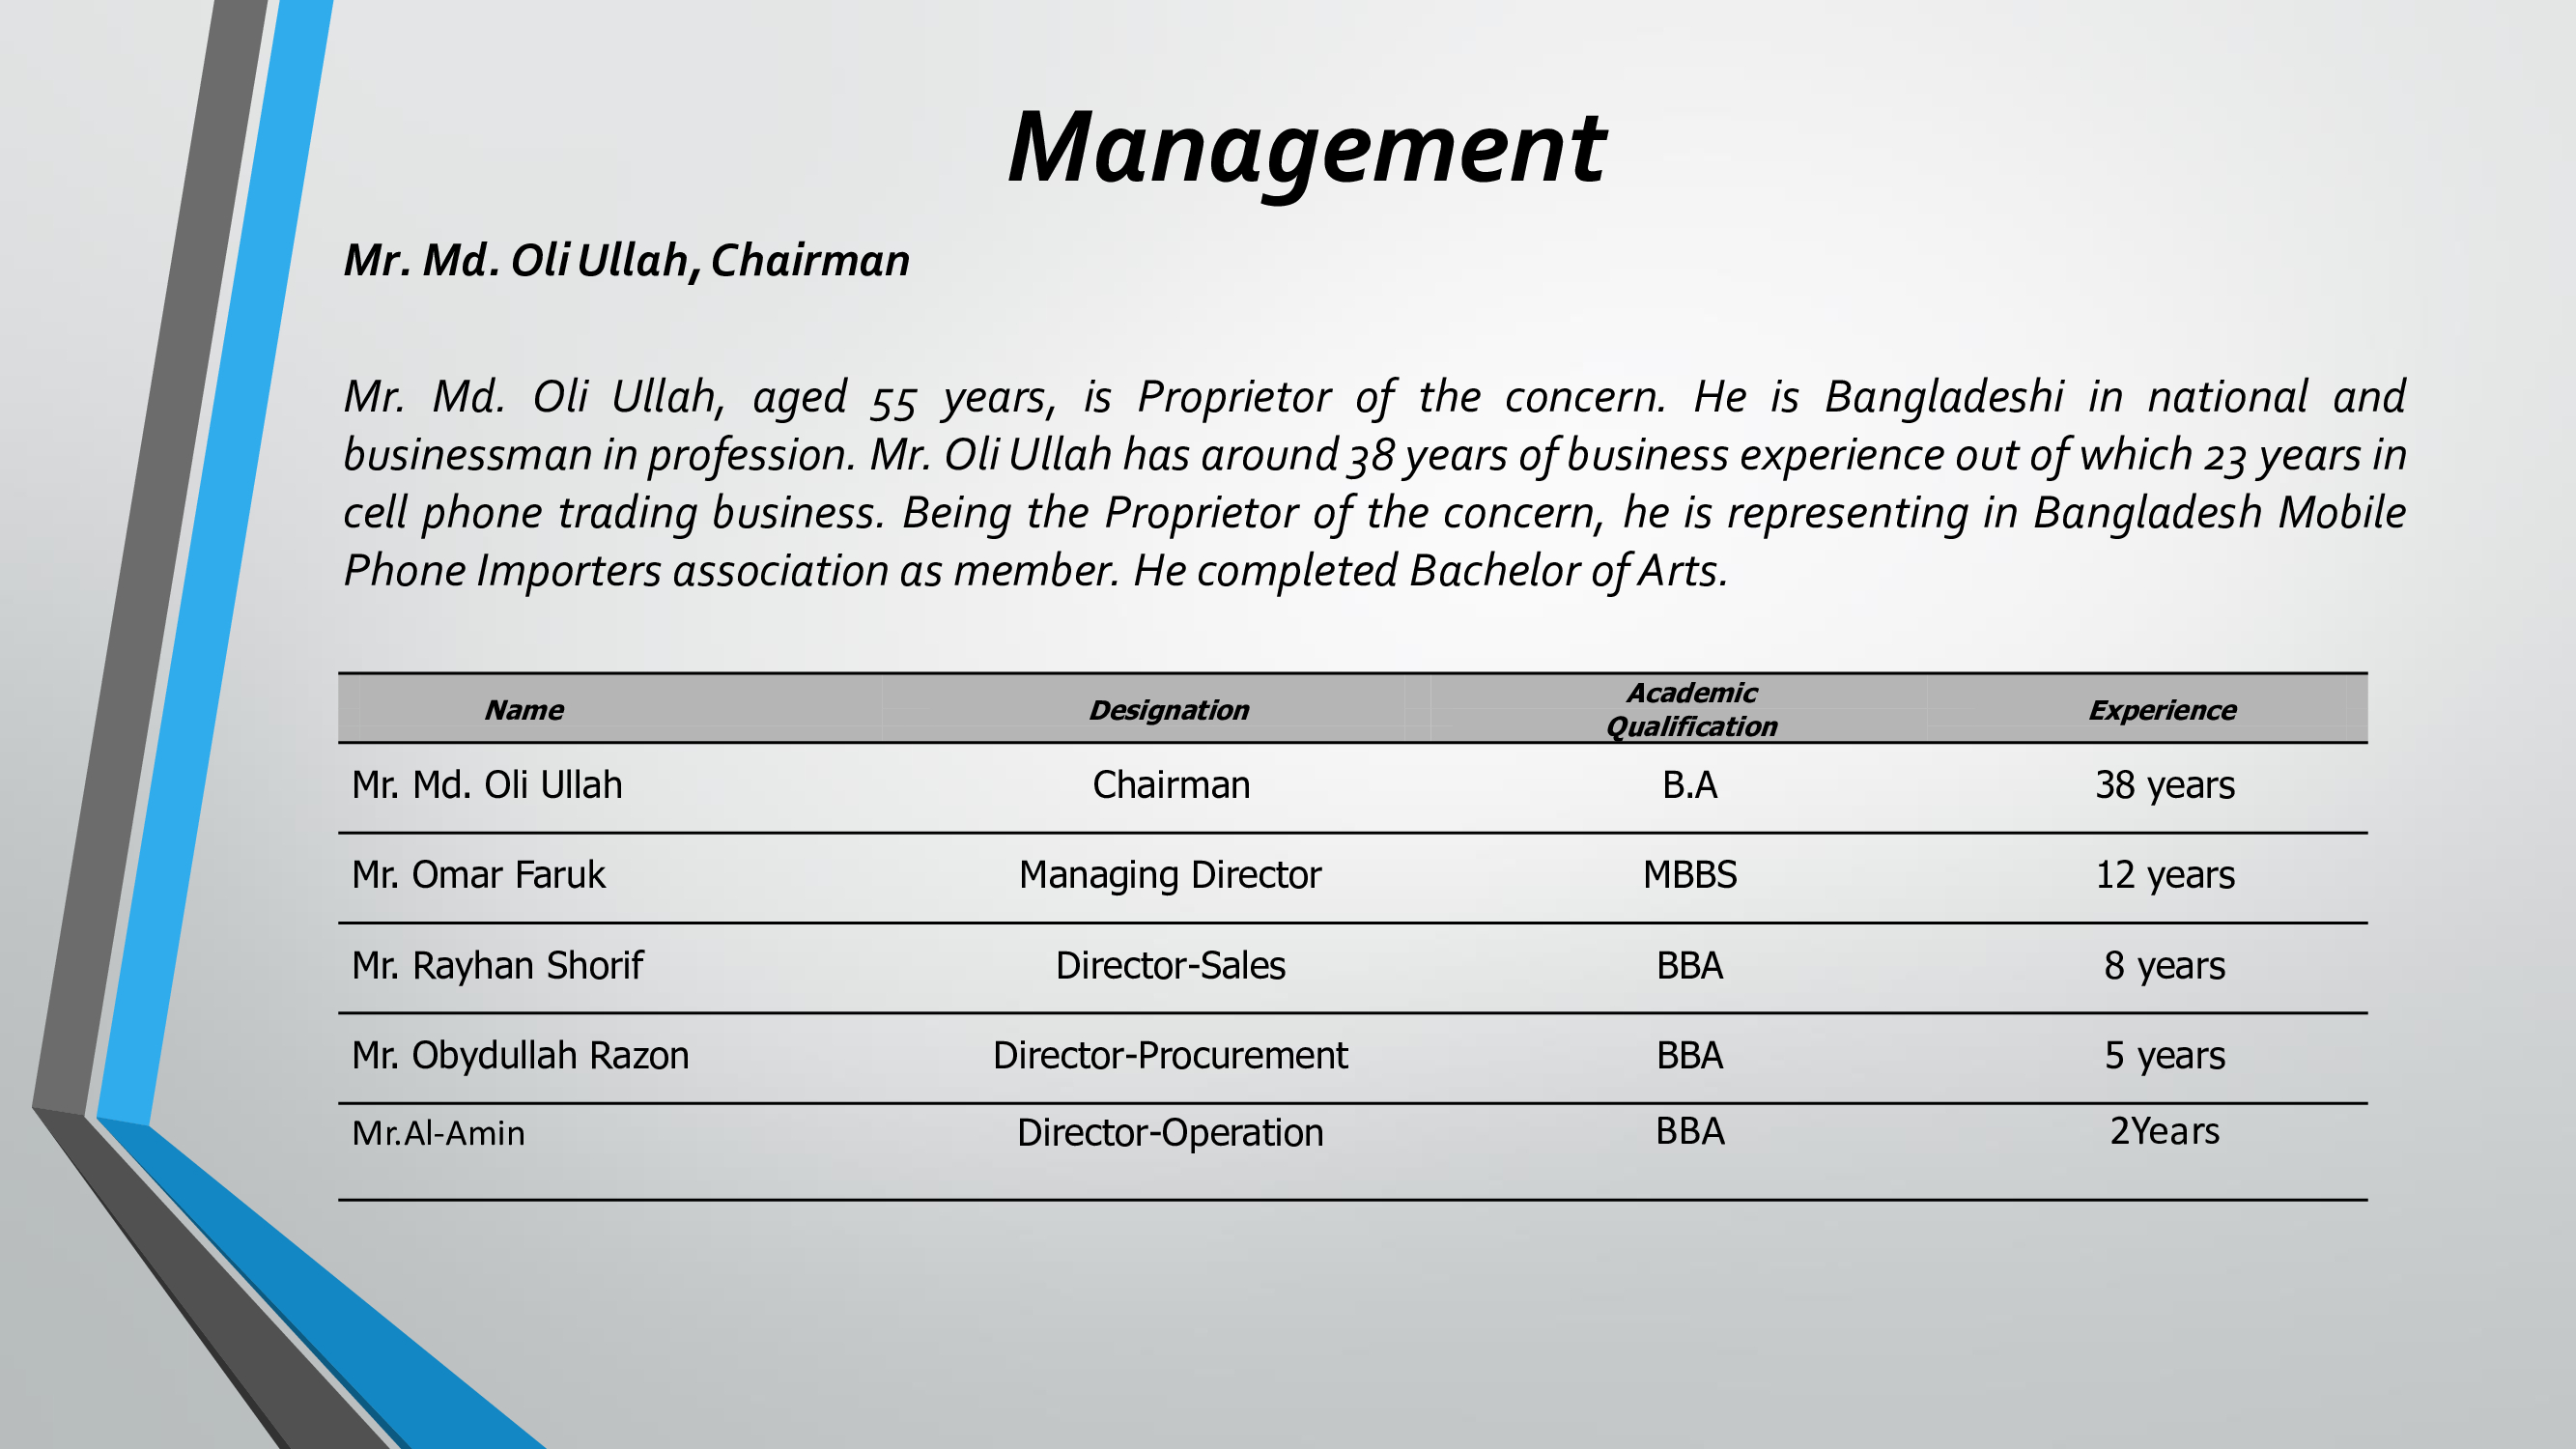 Management
Mr. Md. Oli Ullah, Chairman
Mr. Md. Oli Ullah, aged 55 years, is Proprietor of the concern. He is Bangladeshi in national and
businessman in profession. Mr. Oli Ullah has around 38 years of business experience out of which 23 years in
cell phone trading business. Being the Proprietor of the concern, he is representing in Bangladesh Mobile
Phone Importers association as member. He completed Bachelor of Arts.
Name Designation Academic Qualification Experience
Mr. Md. Oli Ullah Chairman B.A 38 years
Mr. Omar Faruk Managing Director MBBS 12 years
Mr. Rayhan Shorif Director-Sales BBA 8 years
Mr. Obydullah Razon Director-Procurement BBA 5 years
Mr.Al-Amin Director-Operation BBA 2Years